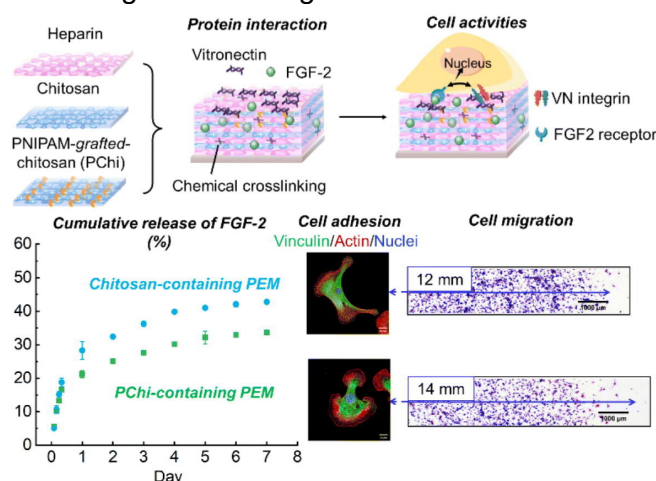 Protein interaction
Cell activities
Heparin
Vitronectin
FGF-2
Nucleus
Chitosan
VN integrin
PNIPAM-grafted-
chitosan (PChi)
FGF2 receptor
Chemical crosslinking
Cumulative release of FGF-2
(%)
Cell adhesion
Cell migration
Vinculin/Actin/Nuclei
60
50
40
30
20
10
0
Chitosan-containing PEM
PChi-containing PEM
0 1 2 3 4 5 6 7 8
Day
12 mm
1000 µm
14 mm
1000 µm